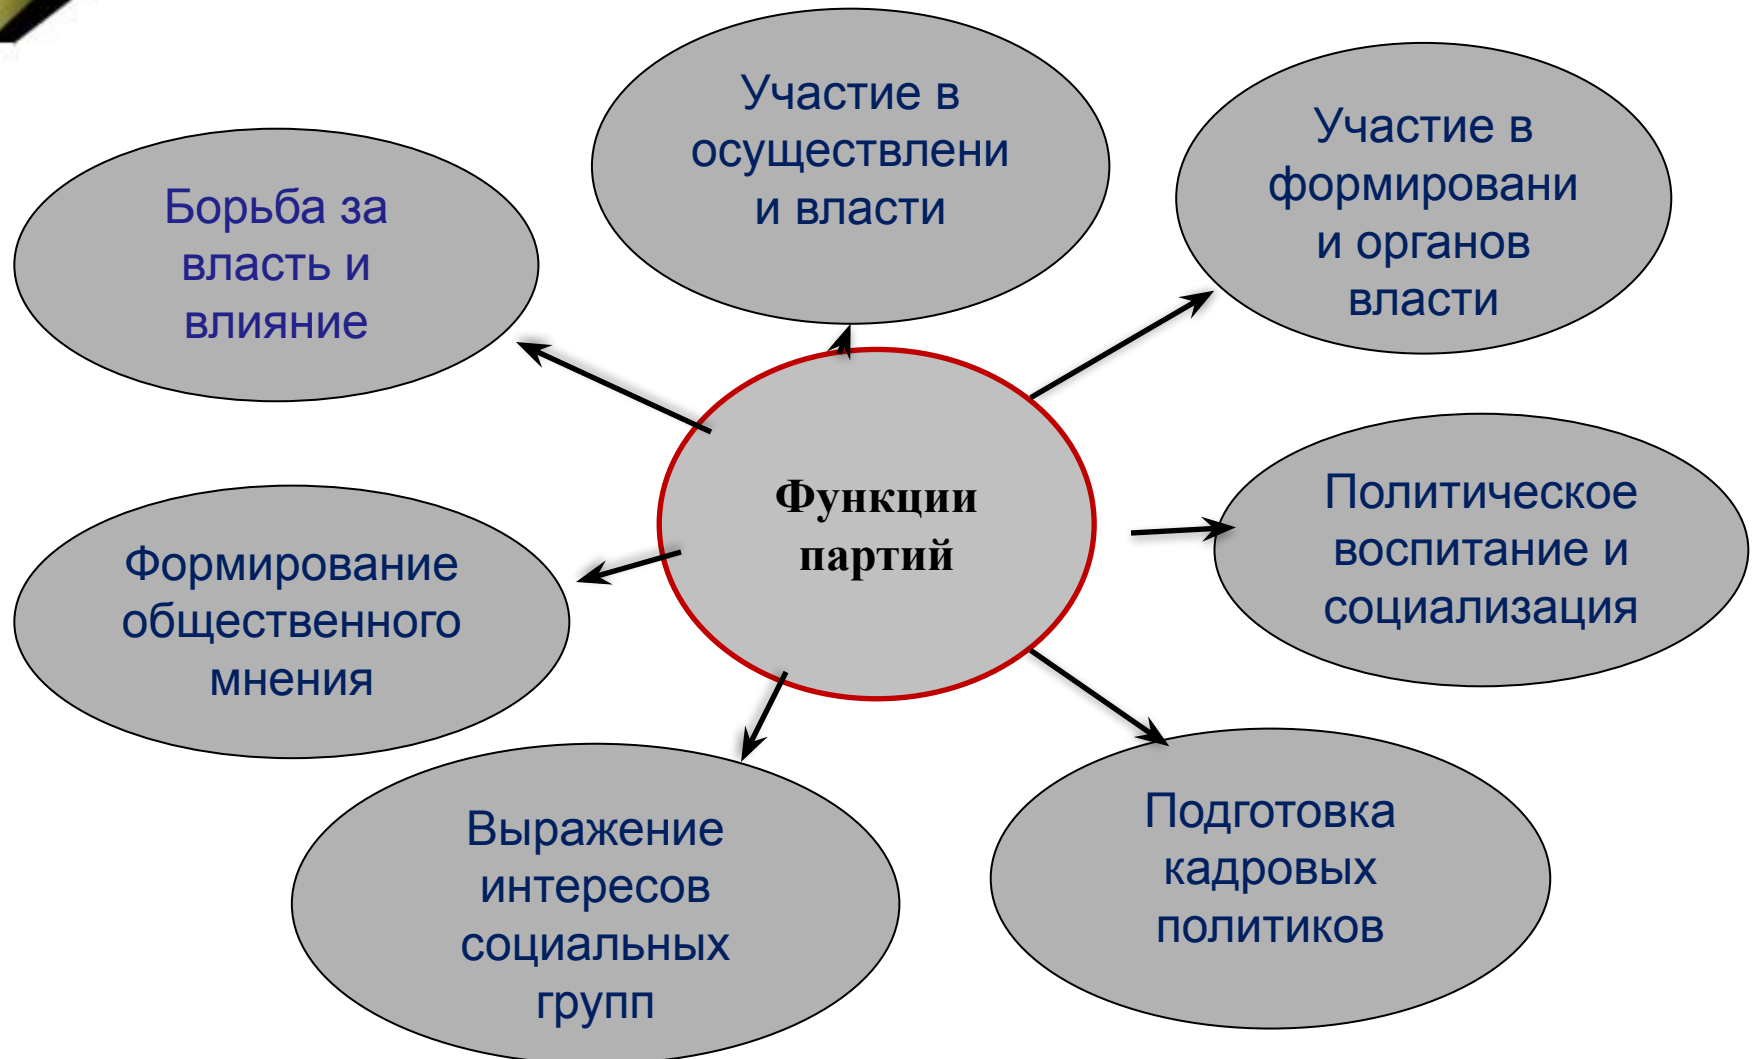 Участие в
осуществлени
и власти
Участие в
формировани
и органов
власти
Борьба за
власть и
влияние
Функции
партий
Политическое
воспитание и
социализация
Формирование
общественного
мнения
Выражение
интересов
социальных
групп
Подготовка
кадровых
политиков